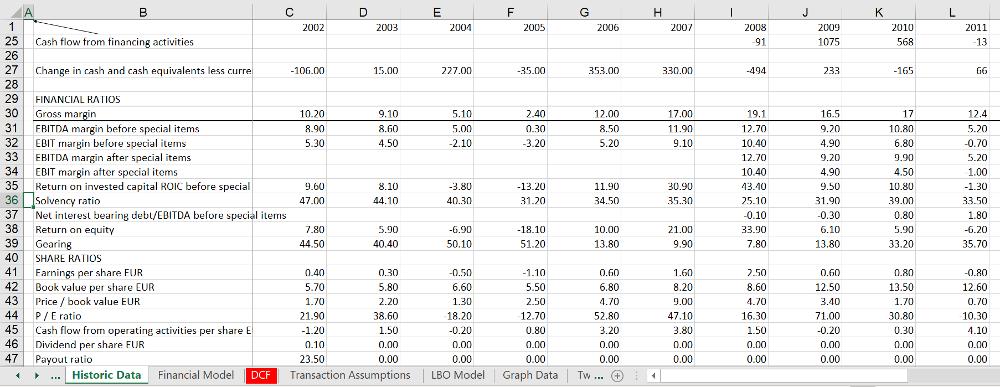 A B C D E F G H I J K L
1 2002 2003 2004 2005 2006 2007 2008 2009 2010 2011
25 Cash flow from financing activities -91 1075 568 -13
26
27 Change in cash and cash equivalents less curre -106.00 15.00 227.00 -35.00 353.00 330.00 -494 233 -165 66
28
29 FINANCIAL RATIOS
30 Gross margin 10.20 9.10 5.10 2.40 12.00 17.00 19.1 16.5 17 12.4
31 EBITDA margin before special items 8.90 8.60 5.00 0.30 8.50 11.90 12.70 9.20 10.80 5.20
32 EBIT margin before special items 5.30 4.50 -2.10 -3.20 5.20 9.10 10.40 4.90 6.80 -0.70
33 EBITDA margin after special items 12.70 9.20 9.90 5.20
34 EBIT margin after special items 10.40 4.90 4.50 -1.00
35 Return on invested capital ROIC before special 9.60 8.10 -3.80 -13.20 11.90 30.90 43.40 9.50 10.80 -1.30
36 Solvency ratio 47.00 44.10 40.30 31.20 34.50 35.30 25.10 31.90 39.00 33.50
37 Net interest bearing debt/EBITDA before special items -0.10 -0.30 0.80 1.80
38 Return on equity 7.80 5.90 -6.90 -18.10 10.00 21.00 33.90 6.10 5.90 -6.20
39 Gearing 44.50 40.40 50.10 51.20 13.80 9.90 7.80 13.80 33.20 35.70
40 SHARE RATIOS
41 Earnings per share EUR 0.40 0.30 -0.50 -1.10 0.60 1.60 2.50 0.60 0.80 -0.80
42 Book value per share EUR 5.70 5.80 6.60 5.50 6.80 8.20 8.60 12.50 13.50 12.60
43 Price / book value EUR 1.70 2.20 1.30 2.50 4.70 9.00 4.70 3.40 1.70 0.70
44 P / E ratio 21.90 38.60 -18.20 -12.70 52.80 47.10 16.30 71.00 30.80 -10.30
45 Cash flow from operating activities per share E -1.20 1.50 -0.20 0.80 3.20 3.80 1.50 -0.20 0.30 4.10
46 Dividend per share EUR 0.10 0.00 0.00 0.00 0.00 0.00 0.00 0.00 0.00 0.00
47 Payout ratio 23.50 0.00 0.00 0.00 0.00 0.00 0.00 0.00 0.00 0.00
... Historic Data Financial Model DCF Transaction Assumptions LBO Model Graph Data Tw ...